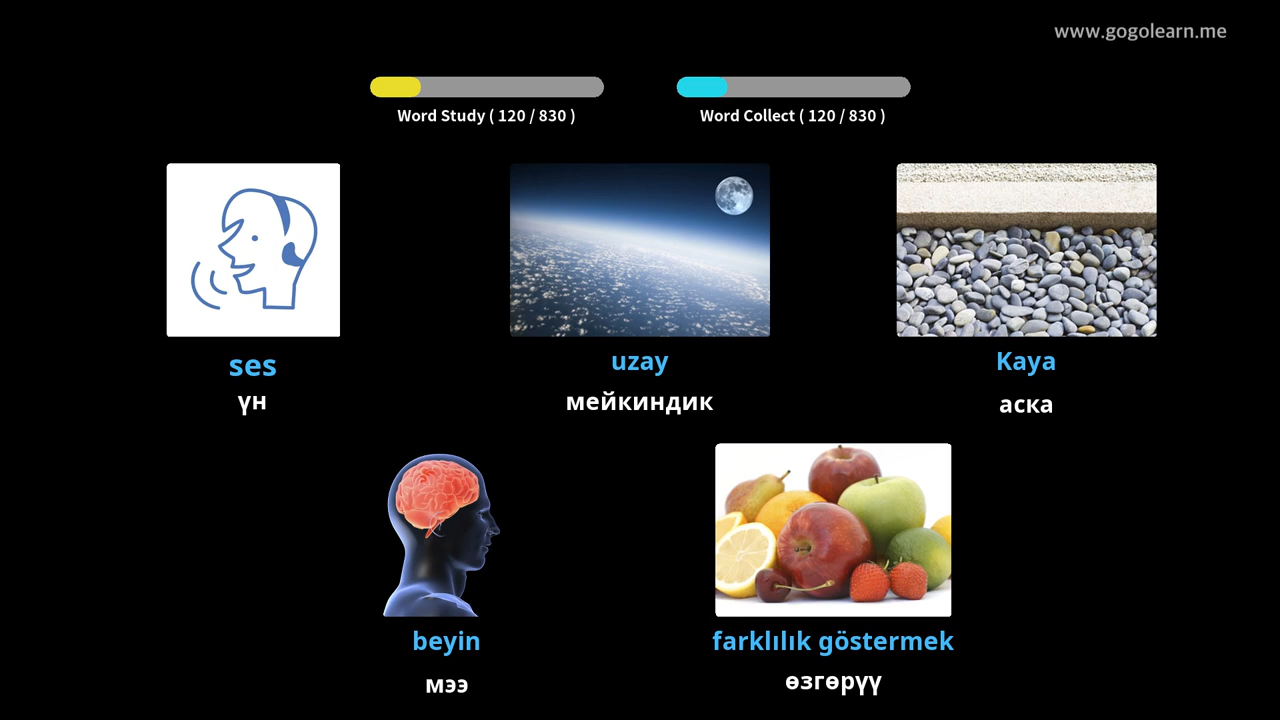 www.gogolearn.me
Word Study ( 120 / 830 )
Word Collect ( 120 / 830 )
ses
үн
uzay
мейкиндик
Kaya
аска
beyin
мээ
farklılık göstermek
өзгөрүү